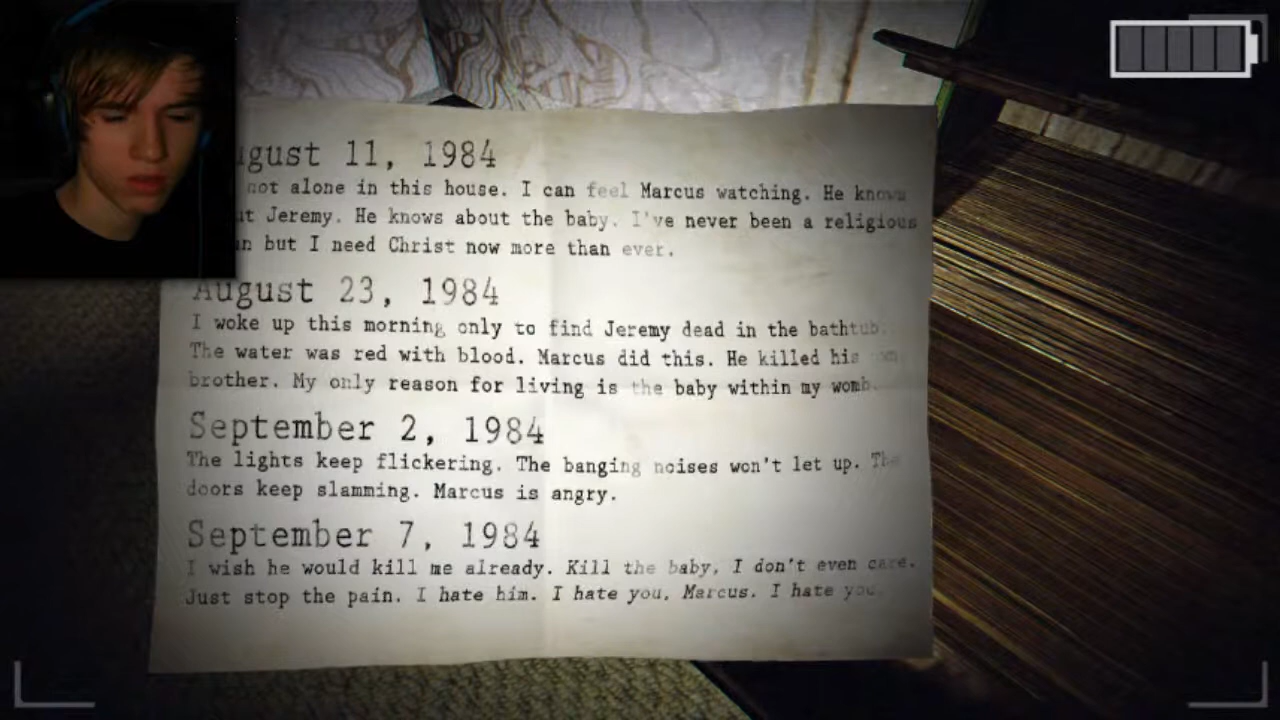 ugust 11, 1984
not alone in this house. I can feel Marcus watching. He knows
ut Jeremy. He knows about the baby. I've never been a religious
n but I need Christ now more than ever.
August 23, 1984
I woke up this morning only to find Jeremy dead in the bathtub.
The water was red with blood. Marcus did this. He killed his own
brother. My only reason for living is the baby within my womb.
September 2, 1984
The lights keep flickering. The banging noises won't let up. The
doors keep slamming. Marcus is angry.
September 7, 1984
I wish he would kill me already. Kill the baby, I don't even care.
Just stop the pain. I hate him. I hate you, Marcus. I hate you.